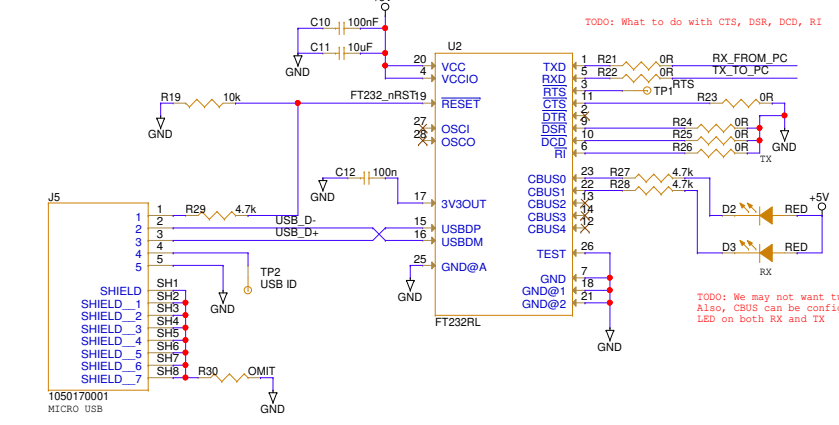 TODO: What to do with CTS, DSR, DCD, RI
C10 100nF
C11 10uF
GND
U2
20 VCC
4 VCCIO
TXD 1 R21 0R RX_FROM_PC
RXD 5 R22 0R TX_TO_PC
RTS 3 TP1 RTS
R19 10k FT232_nRST 19 RESET
CTS 11 R23 0R
GND
DTR 2
27 OSCI
28 OSCO
DSR 9 R24 0R
DCD 10 R25 0R
RI 6 R26 0R
TX
GND
C12 100n
GND
17 3V3OUT
CBUS0 23 R27 4.7k
CBUS1 22 R28 4.7k
CBUS2 13
CBUS3 14
CBUS4 12
+5V
D2 RED
D3 RED
RX
J5
1 1 R29 4.7k
2 2 USB_D- 15 USBDP
3 3 USB_D+ 16 USBDM
4 4
5 5
TP2
USB ID
GND
25 GND@A
GND
TEST 26
GND 7
GND@1 18
GND@2 21
GND
FT232RL
SHIELD SH1
SHIELD__1 SH2
SHIELD__2 SH3
SHIELD__3 SH4
SHIELD__4 SH5
SHIELD__5 SH6
SHIELD__6 SH7
SHIELD__7 SH8
R30 OMIT
GND
1050170001
MICRO USB
TODO: We may not want
Also, CBUS can be
LED on both RX and TX